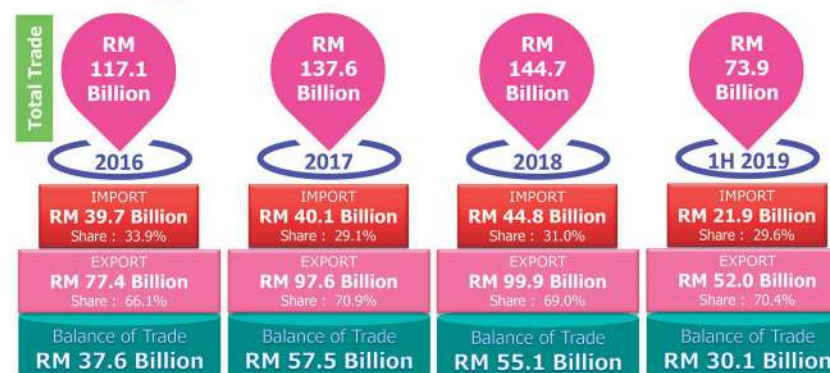 Total Trade
RM
117.1
Billion
2016
IMPORT
RM 39.7 Billion
Share : 33.9%
EXPORT
RM 77.4 Billion
Share : 66.1%
Balance of Trade
RM 37.6 Billion
RM
137.6
Billion
2017
IMPORT
RM 40.1 Billion
Share : 29.1%
EXPORT
RM 97.6 Billion
Share : 70.9%
Balance of Trade
RM 57.5 Billion
RM
144.7
Billion
2018
IMPORT
RM 44.8 Billion
Share : 31.0%
EXPORT
RM 99.9 Billion
Share : 69.0%
Balance of Trade
RM 55.1 Billion
RM
73.9
Billion
1H 2019
IMPORT
RM 21.9 Billion
Share : 29.6%
EXPORT
RM 52.0 Billion
Share : 70.4%
Balance of Trade
RM 30.1 Billion